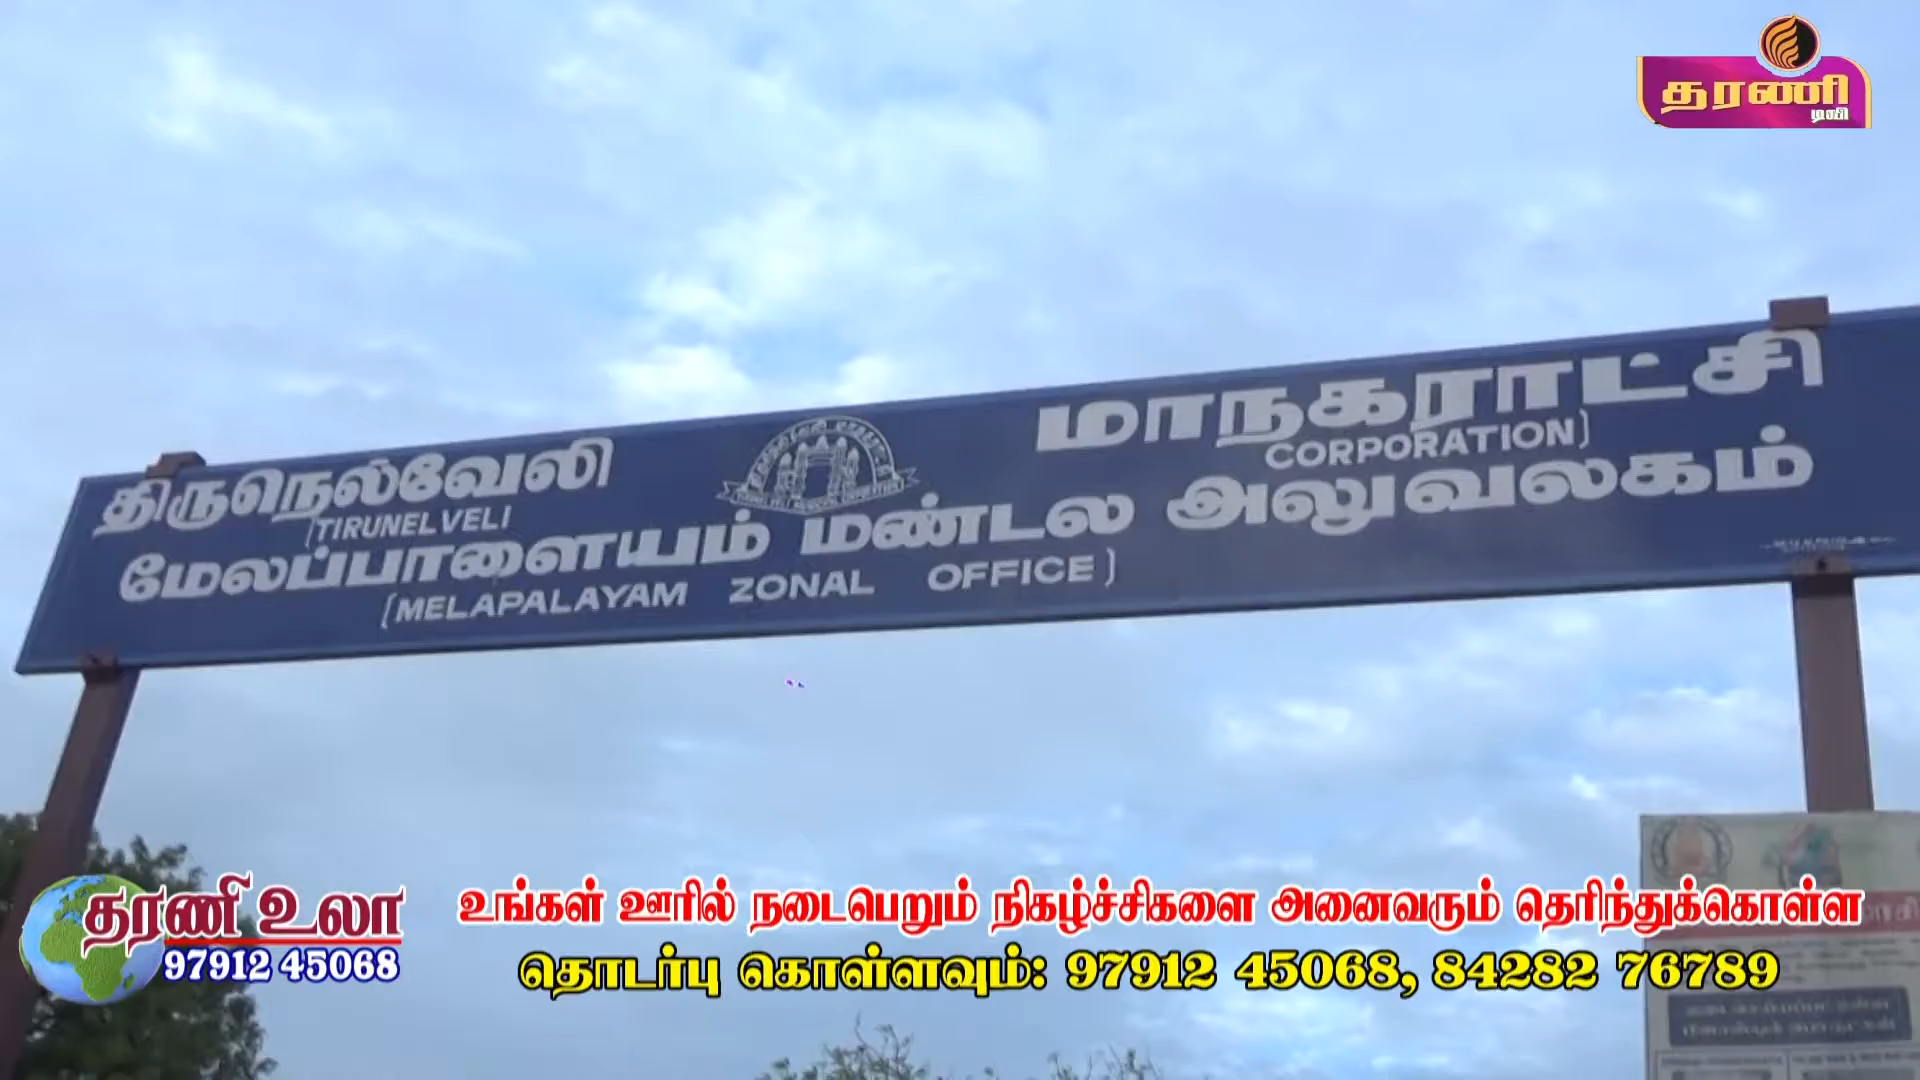 தரணி
டிவி
திருநெல்வேலி மாநகராட்சி
(TIRUNELVELI CORPORATION)
மேலப்பாளையம் மண்டல அலுவலகம்
(MELAPALAYAM ZONAL OFFICE)
தரணி உலா
97912 45068
உங்கள் ஊரில் நடைபெறும் நிகழ்ச்சிகளை அனைவரும் தெரிந்துக்கொள்ள
தொடர்பு கொள்ளவும்: 97912 45068, 84282 76789